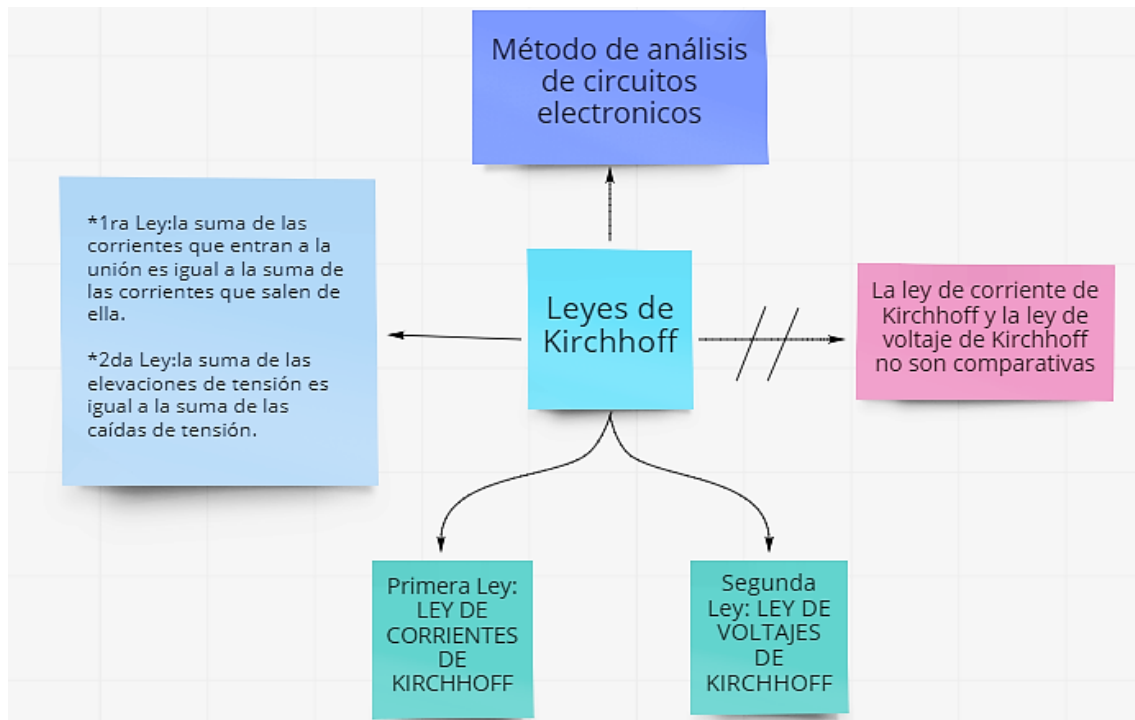 Método de análisis
de circuitos
electronicos
*1ra Ley:la suma de las
corrientes que entran a la
unión es igual a la suma de
las corrientes que salen de
ella.
*2da Ley:la suma de las
elevaciones de tensión es
igual a la suma de las
caídas de tensión.
Leyes de
Kirchhoff
La ley de corriente de
Kirchhoff y la ley de
voltaje de Kirchhoff
no son comparativas
Primera Ley:
LEY DE
CORRIENTES
DE
KIRCHHOFF
Segunda
Ley: LEY DE
VOLTAJES
DE
KIRCHHOFF